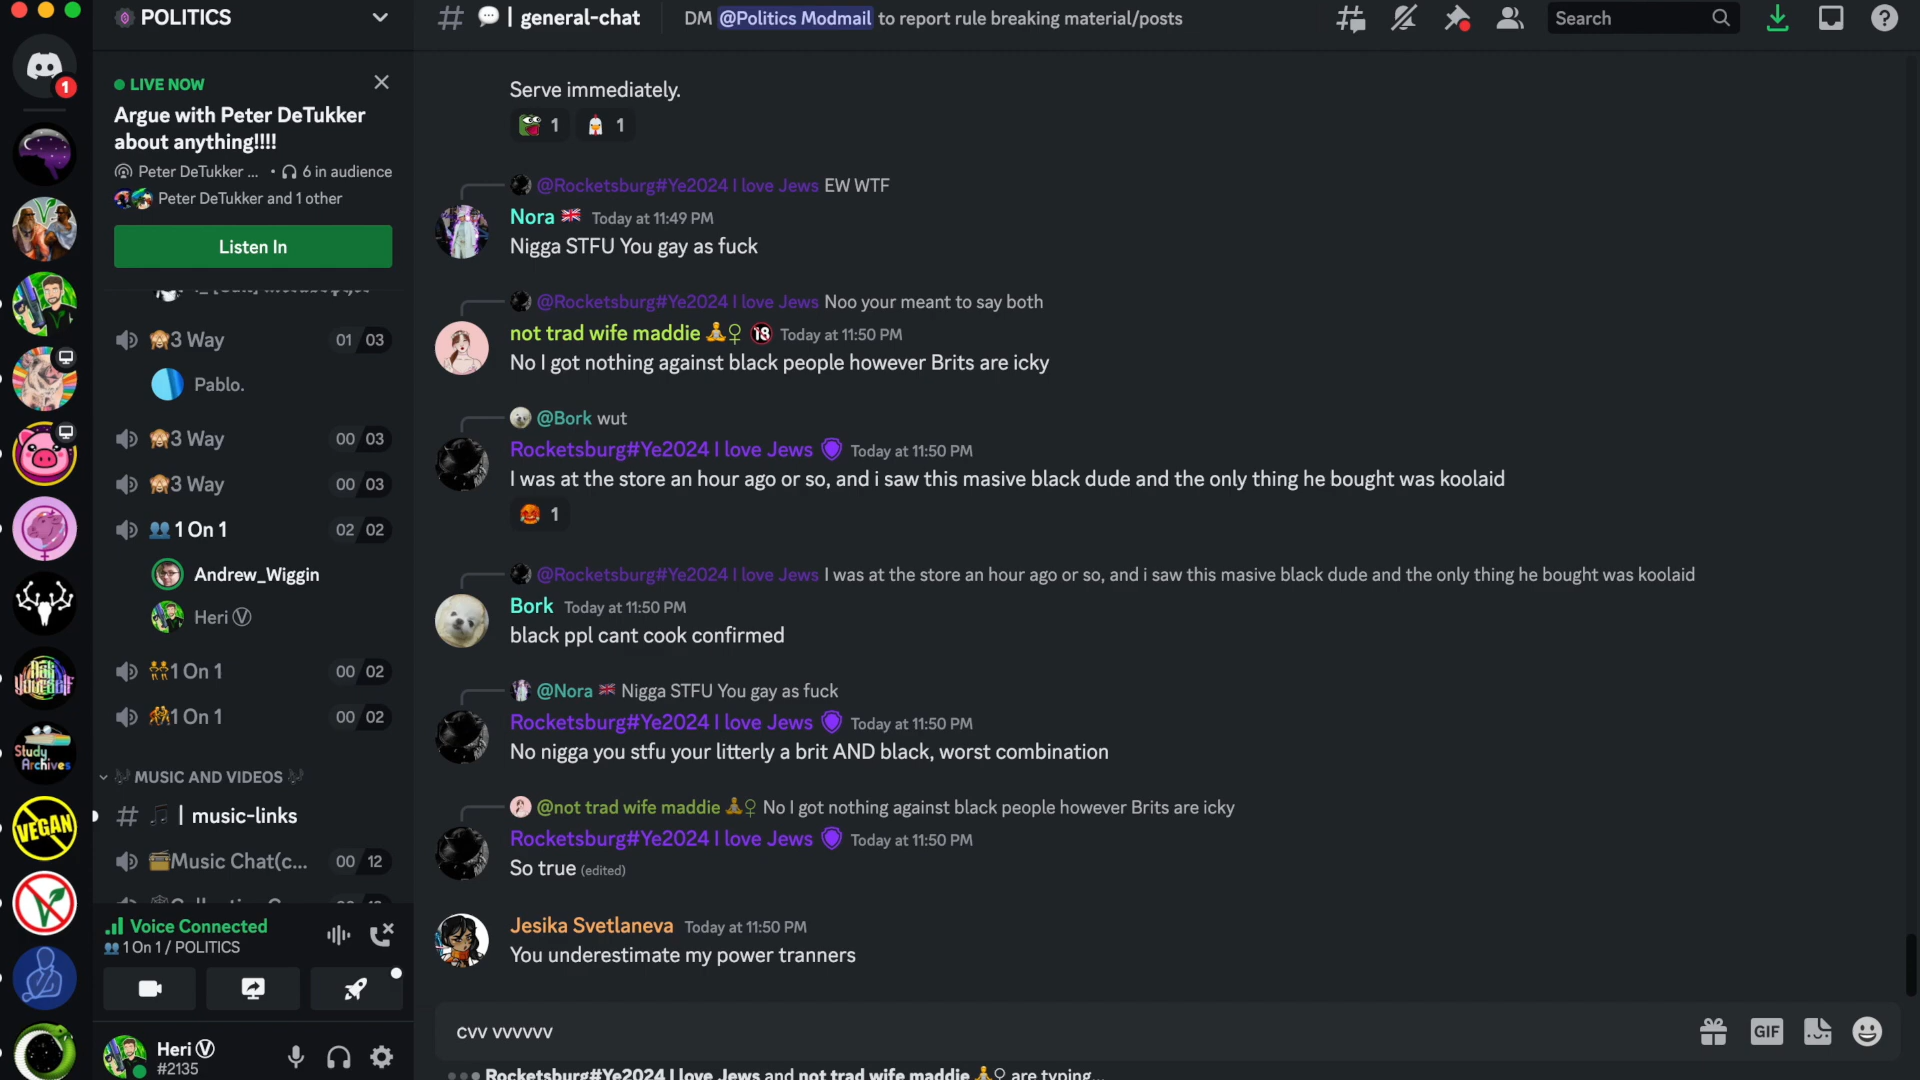 POLITICS
LIVE NOW
Argue with Peter DeTukker
about anything!!!!
Peter DeTukker ... • 6 in audience
Peter DeTukker and 1 other
Listen In
3 Way 01 03
Pablo.
3 Way 00 03
3 Way 00 03
1 On 1 02 02
Andrew_Wiggin
Heri Ⓥ
1 On 1 00 02
1 On 1 00 02
MUSIC AND VIDEOS
| music-links
Music Chat(c... 00 12
Voice Connected
1 On 1 / POLITICS
Heri Ⓥ
#2135
1
Study
Archives
VEGAN
# | general-chat DM @Politics Modmail to report rule breaking material/posts
Search
Serve immediately.
1 1
@Rocketsburg#Ye2024 I love Jews EW WTF
Nora Today at 11:49 PM
Nigga STFU You gay as fuck
@Rocketsburg#Ye2024 I love Jews Noo your meant to say both
not trad wife maddie 🧘♀ 🔞 Today at 11:50 PM
No I got nothing against black people however Brits are icky
@Bork wut
Rocketsburg#Ye2024 I love Jews Today at 11:50 PM
I was at the store an hour ago or so, and i saw this masive black dude and the only thing he bought was koolaid
1
@Rocketsburg#Ye2024 I love Jews I was at the store an hour ago or so, and i saw this masive black dude and the only thing he bought was koolaid
Bork Today at 11:50 PM
black ppl cant cook confirmed
@Nora Nigga STFU You gay as fuck
Rocketsburg#Ye2024 I love Jews Today at 11:50 PM
No nigga you stfu your litterly a brit AND black, worst combination
@not trad wife maddie 🧘♀ No I got nothing against black people however Brits are icky
Rocketsburg#Ye2024 I love Jews Today at 11:50 PM
So true (edited)
Jesika Svetlaneva Today at 11:50 PM
You underestimate my power tranners
cvv vvvvvv
GIF
Rocketsburg#Ye2024 I love Jews and not trad wife maddie 🧘♀ are typing...